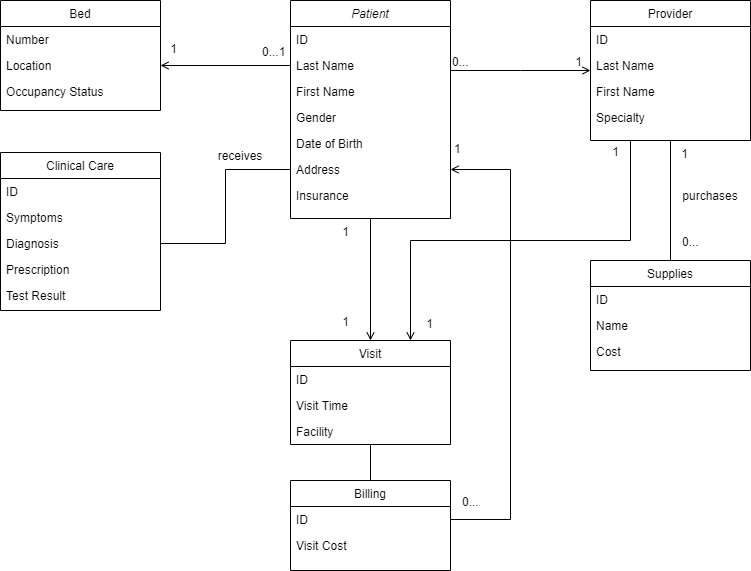 Bed
Number
Location
Occupancy Status
1
0...1
Patient
ID
Last Name
First Name
Gender
Date of Birth
Address
Insurance
0...
1
Provider
ID
Last Name
First Name
Specialty
Clinical Care
ID
Symptoms
Diagnosis
Prescription
Test Result
receives
1
1
1
purchases
0...
Supplies
ID
Name
Cost
1
1
1
Visit
ID
Visit Time
Facility
Billing
ID
Visit Cost
0...